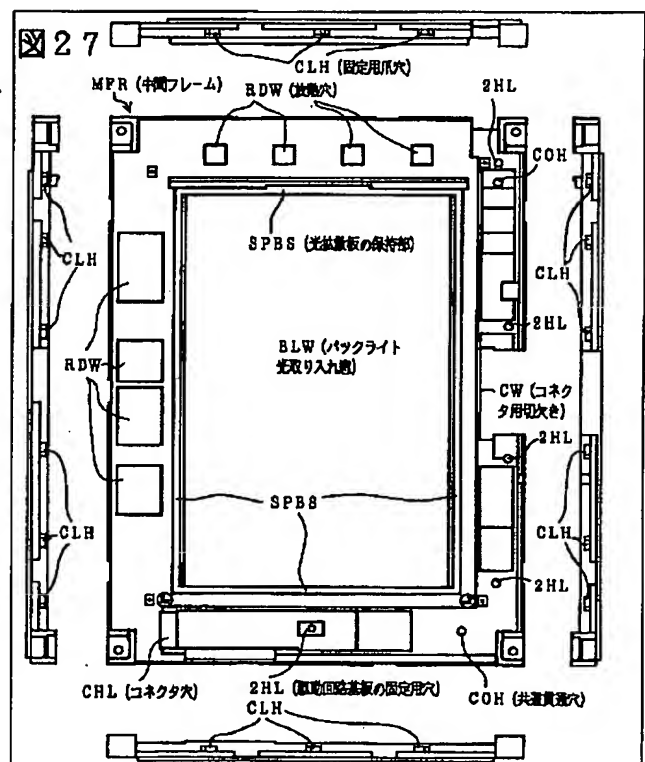 図27
CLH (固定用爪穴)
MFR (中間フレーム)
RDW (放熱穴)
2HL
COH
CLH
SPBS (光拡散板の保持部)
CLH
2HL
BLW (バックライト
光取り入れ窓)
RDW
CW (コネク
タ用切欠き)
2HL
SPBS
CLH
CLH
2HL
CHL (コネクタ穴)
2HL (駆動回路基板の固定用穴)
COH (共通貫通穴)
CLH